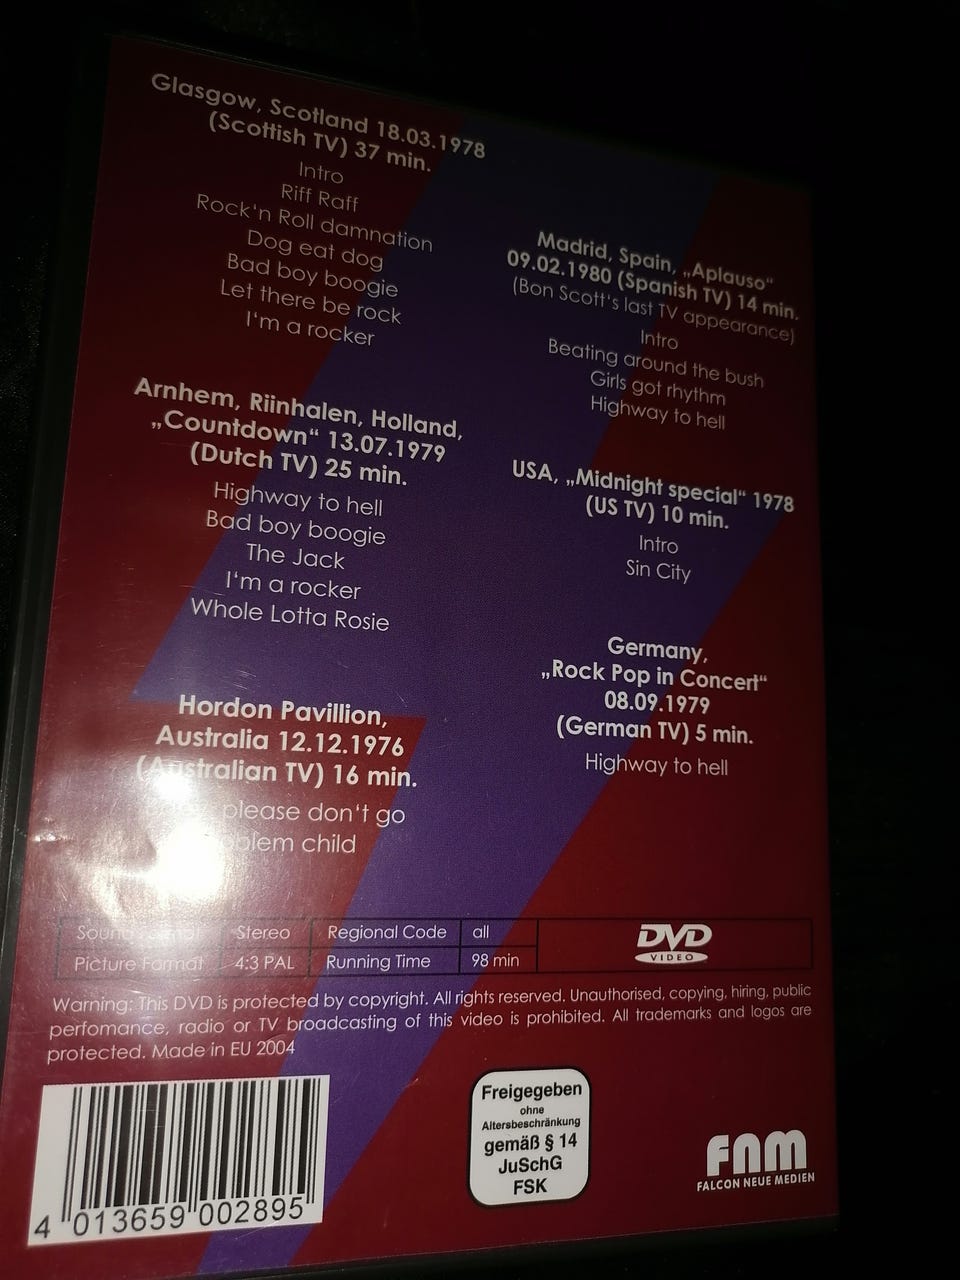 Glasgow, Scotland 18.03.1978
(Scottish TV) 37 min.
Intro
Riff Raff
Rock'n Roll damnation
Dog eat dog
Bad boy boogie
Let there be rock
I'm a rocker
Arnhem, Riinhalen, Holland,
„Countdown“ 13.07.1979
(Dutch TV) 25 min.
Highway to hell
Bad boy boogie
The Jack
I'm a rocker
Whole Lotta Rosie
Hordon Pavillion,
Australia 12.12.1976
(Australian TV) 16 min.
please don't go
child
Madrid, Spain, „Aplauso“
09.02.1980 (Spanish TV) 14 min.
(Bon Scott's last TV appearance)
Intro
Beating around the bush
Girls got rhythm
Highway to hell
USA, „Midnight special“ 1978
(US TV) 10 min.
Intro
Sin City
Germany,
„Rock Pop in Concert“
08.09.1979
(German TV) 5 min.
Highway to hell
Sound Format Stereo Regional Code all
Picture Format 4:3 PAL Running Time 98 min
DVD
VIDEO
Warning: This DVD is protected by copyright. All rights reserved. Unauthorised, copying, hiring, public
perfomance, radio or TV broadcasting of this video is prohibited. All trademarks and logos are
protected. Made in EU 2004
4 013659 002895
Freigegeben
ohne
Altersbeschränkung
gemäß § 14
JuSchG
FSK
FNM
FALCON NEUE MEDIEN